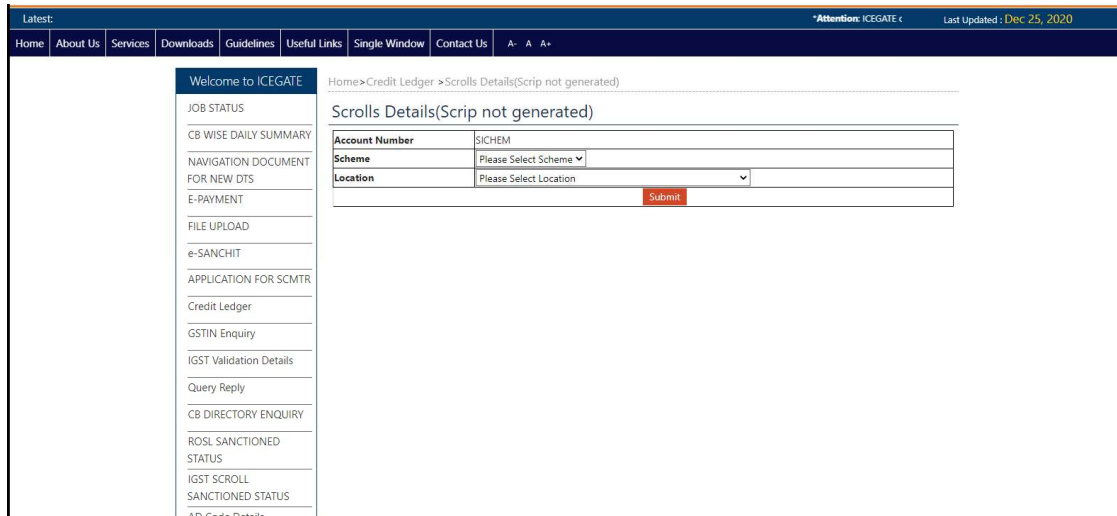 Latest:
*Attention: ICEGATE
Last Updated : Dec 25, 2020
Home About Us Services Downloads Guidelines Useful Links Single Window Contact Us A- A A+
Welcome to ICEGATE
JOB STATUS
CB WISE DAILY SUMMARY
NAVIGATION DOCUMENT
FOR NEW DTS
E-PAYMENT
FILE UPLOAD
e-SANCHIT
APPLICATION FOR SCMTR
Credit Ledger
GSTIN Enquiry
IGST Validation Details
Query Reply
CB DIRECTORY ENQUIRY
ROSL SANCTIONED
STATUS
IGST SCROLL
SANCTIONED STATUS
AD Code Details
Home>Credit Ledger >Scrolls Details(Scrip not generated)
Scrolls Details(Scrip not generated)
Account Number SICHEM
Scheme Please Select Scheme
Location Please Select Location
Submit